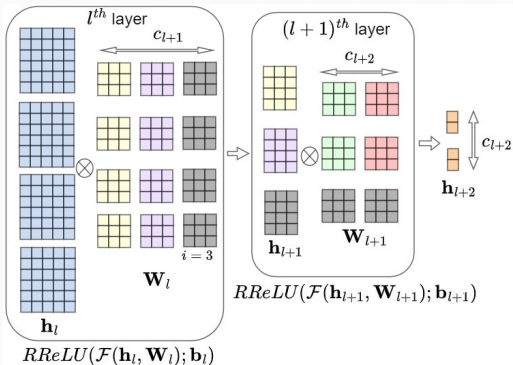 l^{th} layer
c_{l+1}
i = 3
W_l
h_l
RReLU(F(h_l, W_l); b_l)
(l + 1)^{th} layer
c_{l+2}
h_{l+1}
W_{l+1}
RReLU(F(h_{l+1}, W_{l+1}); b_{l+1})
c_{l+2}
h_{l+2}